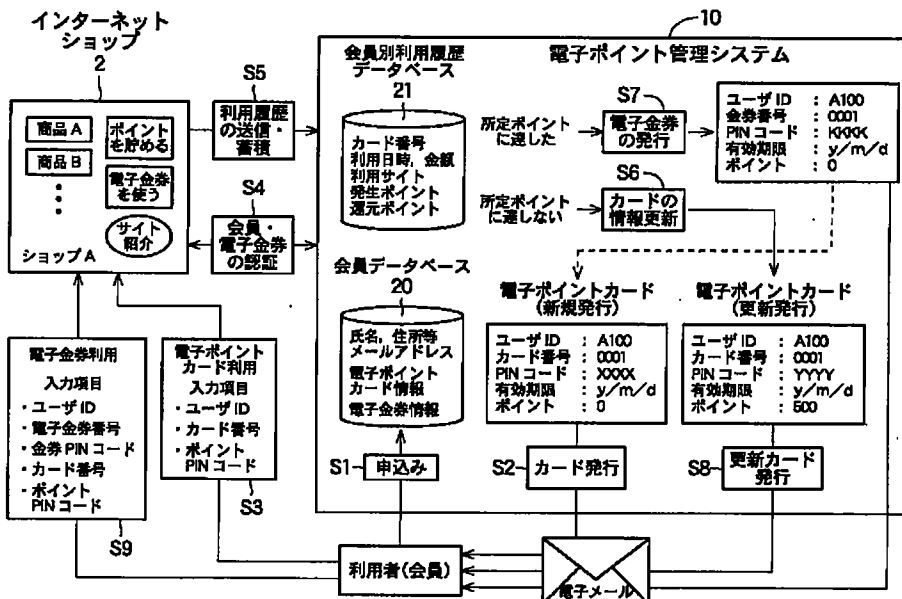 インターネット
ショップ
2
商品A
商品B
ポイント
を貯める
電子金券
を使う
サイト
紹介
ショップA
S5
利用履歴
の送信・
蓄積
S4
会員・
電子金券
の認証
10
電子ポイント管理システム
会員別利用履歴
データベース
21
カード番号
利用日時，金額
利用サイト
発生ポイント
還元ポイント
所定ポイント
に達した
S7
電子金券
の発行
ユーザID : A100
金券番号 : 0001
PINコード : KKKK
有効期限 : y/m/d
ポイント : 0
所定ポイント
に達しない
S6
カードの
情報更新
会員データベース
20
氏名，住所等
メールアドレス
電子ポイント
カード情報
電子金券情報
電子ポイントカード
(新規発行)
ユーザID : A100
カード番号 : 0001
PINコード : XXXX
有効期限 : y/m/d
ポイント : 0
電子ポイントカード
(更新発行)
ユーザID : A100
カード番号 : 0001
PINコード : YYYY
有効期限 : y/m/d
ポイント : 500
電子金券利用
入力項目
・ユーザID
・電子金券番号
・金券PINコード
・カード番号
・ポイント
PINコード
S9
電子ポイント
カード利用
入力項目
・ユーザID
・カード番号
・ポイント
PINコード
S3
S1
申込み
S2
カード発行
S8
更新カード
発行
利用者(会員)
電子メール